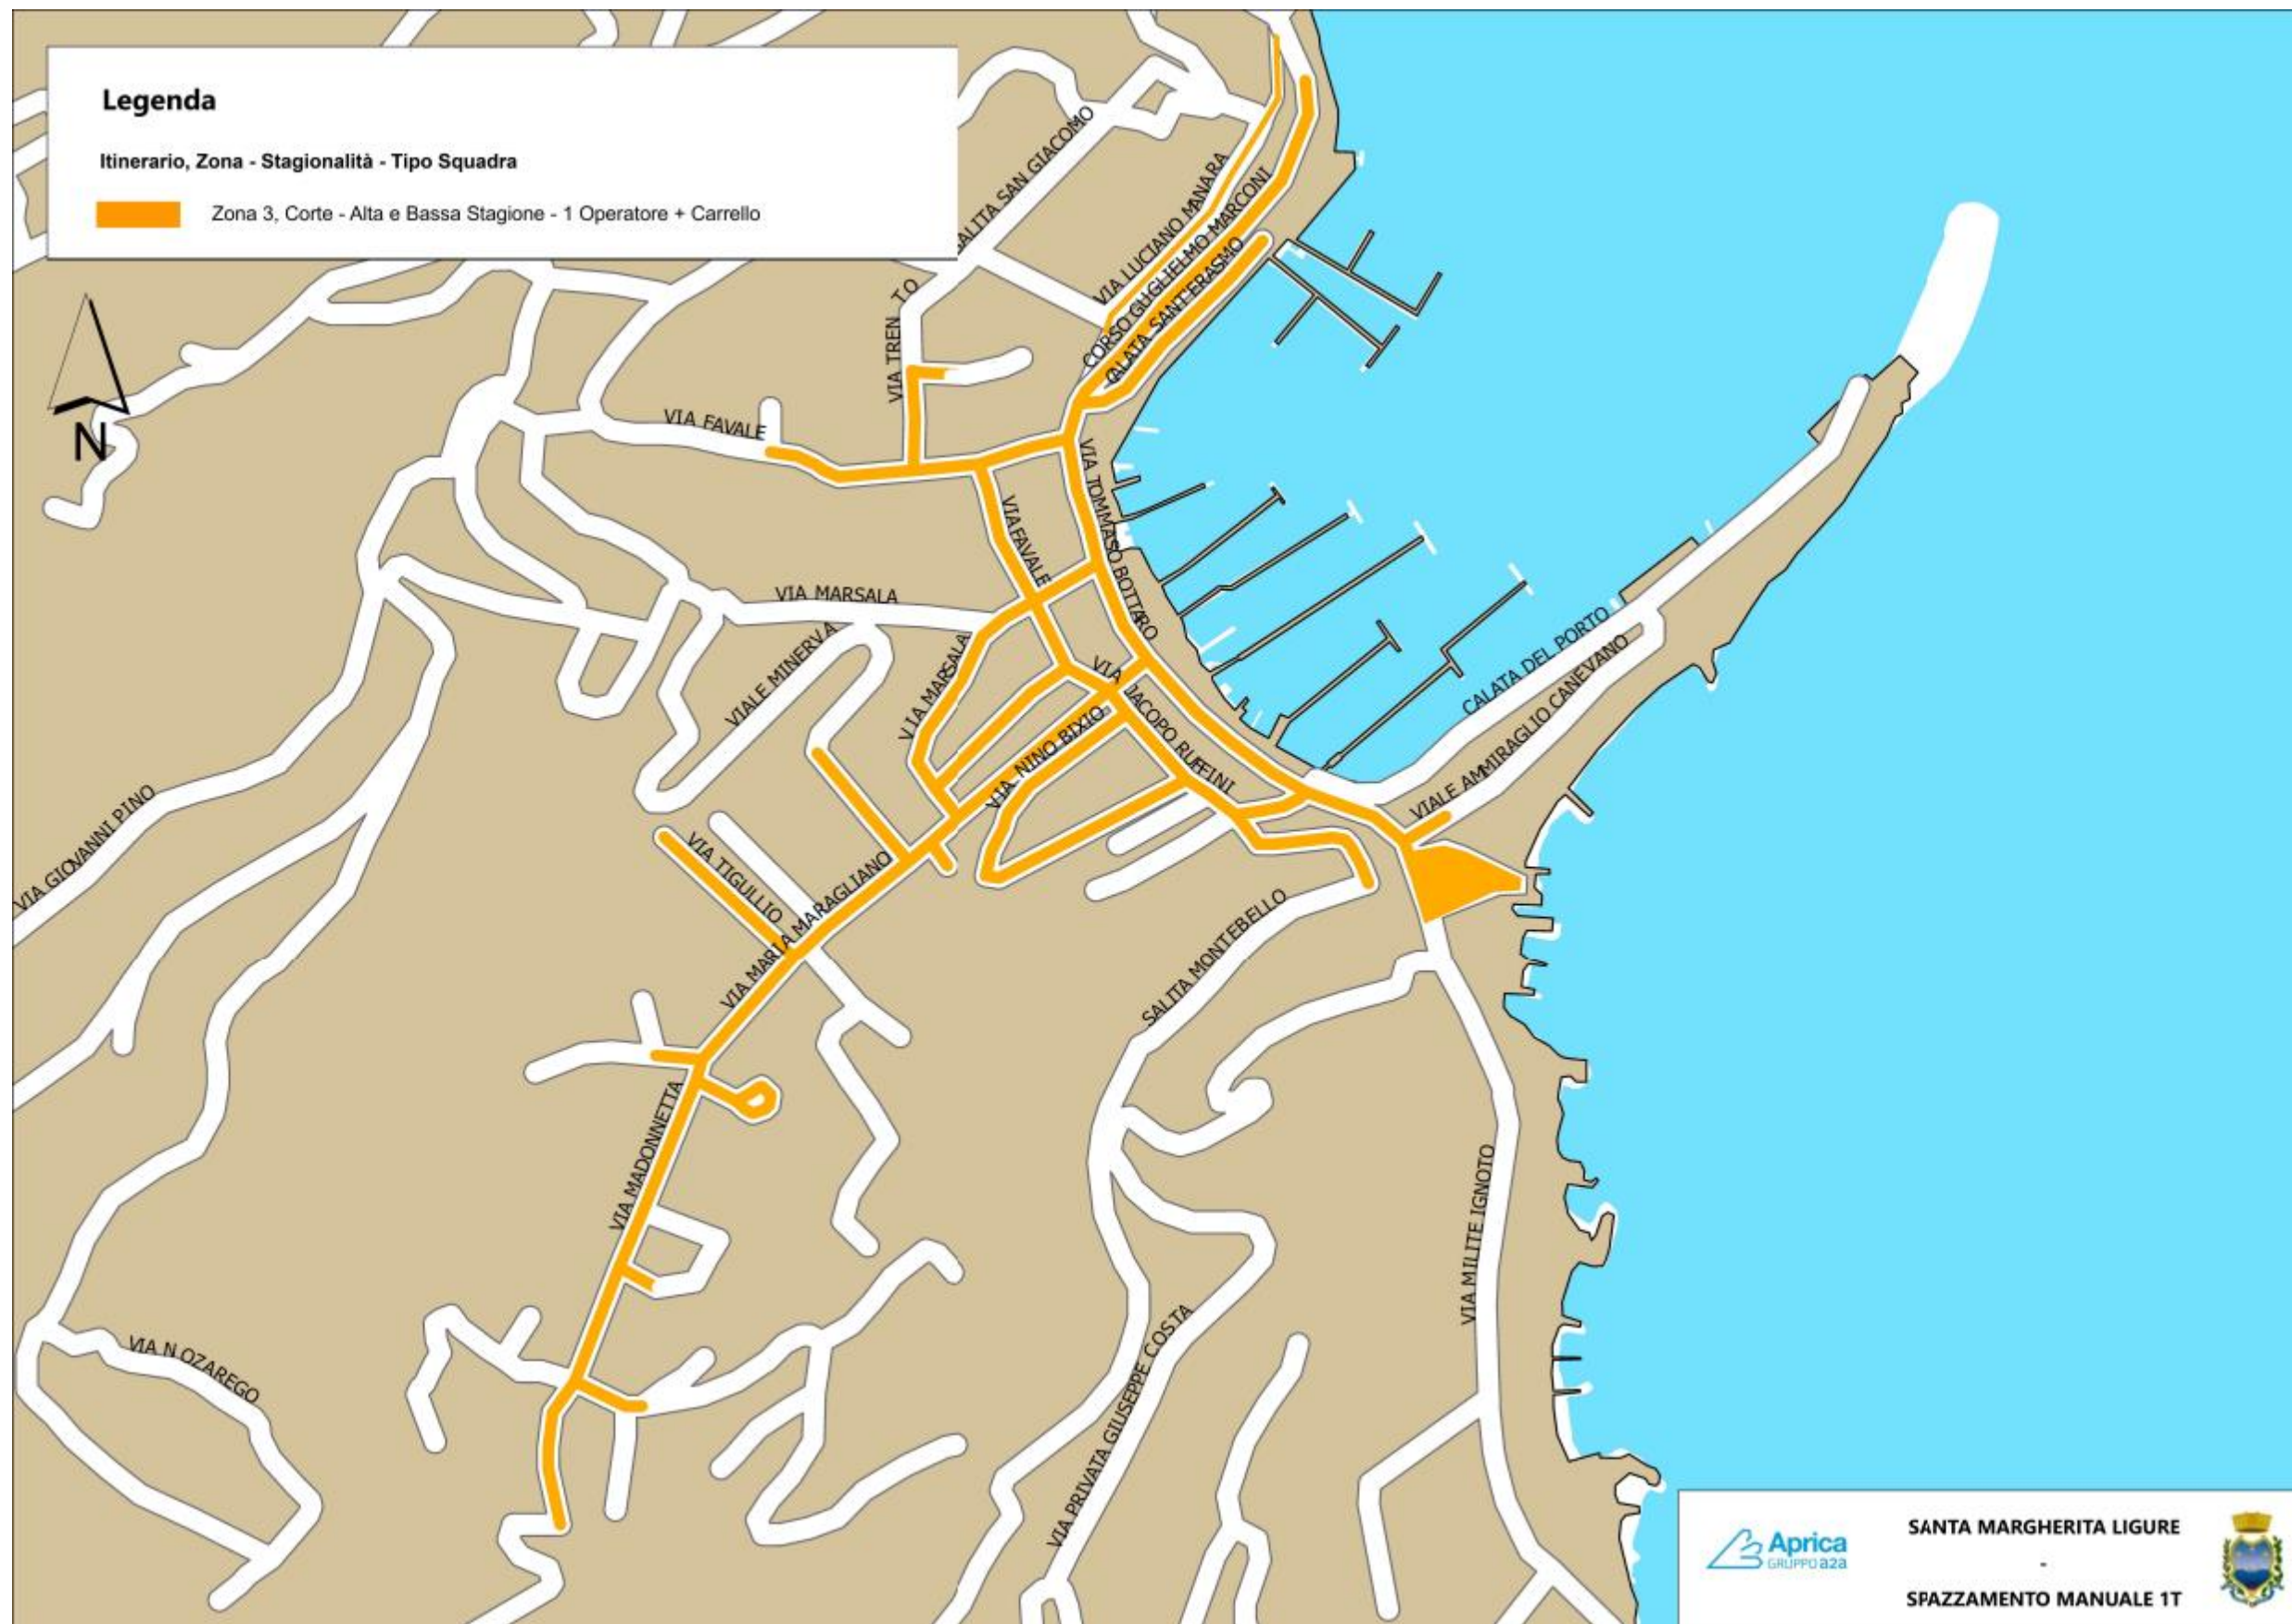 Legenda
Itinerario, Zona - Stagionalità - Tipo Squadra
Zona 3, Corte - Alta e Bassa Stagione - 1 Operatore + Carrello
N
SALITA SAN GIACOMO
VIA LUCIANO MANARA
CORSO GUGLIELMO MARCONI
CALATA SANT'ERASMO
VIA TREN TO
VIA FAVALE
VIA TOMMASO BOTTARO
VIA FAVALE
VIA MARSALA
VIALE MINERVA
VIA MARSALA
VIA JACOPO RUFFINI
VIA NINO BIXIO
CALATA DEL PORTO
VIALE AMMIRAGLIO CANEVANO
VIA GIOVANNI PINO
VIA TIGULLIO
VIA MARIA MARAGLIANO
SALITA MONTEBELLO
VIA MADONNETTA
VIA MILITE IGNOTO
VIA N OZAREGO
VIA PRIVATA GIUSEPPE COSTA
Aprica
GRUPPO a2a
SANTA MARGHERITA LIGURE
-
SPAZZAMENTO MANUALE 1T